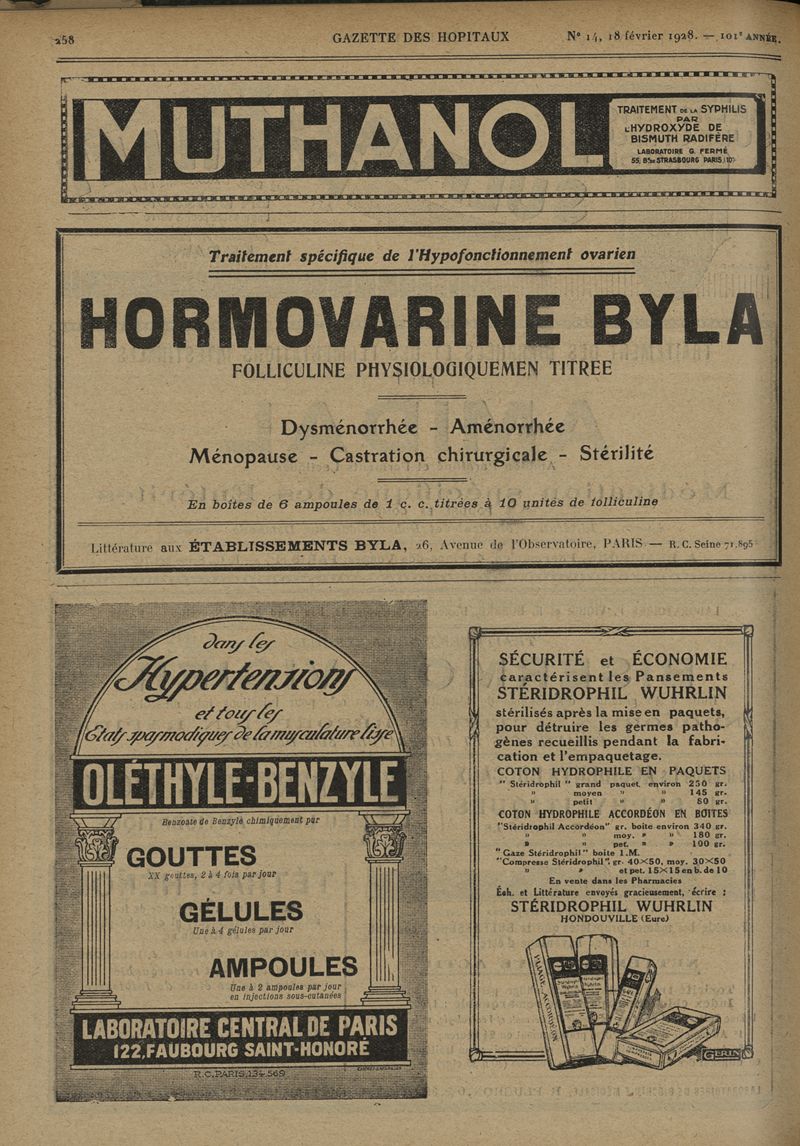 258
GAZETTE DES HOPITAUX
N° 14, 18 février 1928. — 101e ANNÉE.
MUTHANOL
TRAITEMENT DE LA SYPHILIS
PAR
L'HYDROXYDE DE
BISMUTH RADIFÈRE
LABORATOIRE G. FERMÉ
55, Bd DE STRASBOURG PARIS (10e)
Traitement spécifique de l'Hypofonctionnement ovarien
HORMOVARINE BYLA
FOLLICULINE PHYSIOLOGIQUEMEN TITREE
Dysménorrhée - Aménorrhée
Ménopause - Castration chirurgicale - Stérilité
En boîtes de 6 ampoules de 1 c. c. titrées à 10 unités de folliculine
Littérature aux ÉTABLISSEMENTS BYLA, 26, Avenue de l'Observatoire, PARIS — R. C. Seine 71.895
dans les
Hypertensions
et tous les
États spasmodiques de la musculature lisse
OLÉTHYLE-BENZYLE
Benzoate de Benzyle chimiquement pur
GOUTTES
XX gouttes, 2 à 4 fois par jour
GÉLULES
Une à 4 gélules par jour
AMPOULES
Une à 2 ampoules par jour
en injections sous-cutanées
LABORATOIRE CENTRAL DE PARIS
122, FAUBOURG SAINT-HONORÉ
R.C. PARIS, 134-569
SÉCURITÉ et ÉCONOMIE
caractérisent les Pansements
STÉRIDROPHIL WUHRLIN
stérilisés après la mise en paquets,
pour détruire les germes patho-
gènes recueillis pendant la fabri-
cation et l'empaquetage.
COTON HYDROPHILE EN PAQUETS
"Stéridrophil" grand paquet environ 250 gr.
" moyen " " 145 gr.
" petit " " 80 gr.
COTON HYDROPHILE ACCORDÉON EN BOITES
"Stéridrophil Accordéon" gr. boite environ 340 gr.
" " moy. " " 180 gr.
" " pet. " " 100 gr.
"Gaze Stéridrophil" boite 1.M.
"Compresse Stéridrophil": gr. 40×50, moy. 30×50
" " et pet. 15×15 en b. de 10
En vente dans les Pharmacies
Éch. et Littérature envoyés gracieusement, écrire :
STÉRIDROPHIL WUHRLIN
HONDOUVILLE (Eure)
PLIAGE ACCORDÉON
GERIN